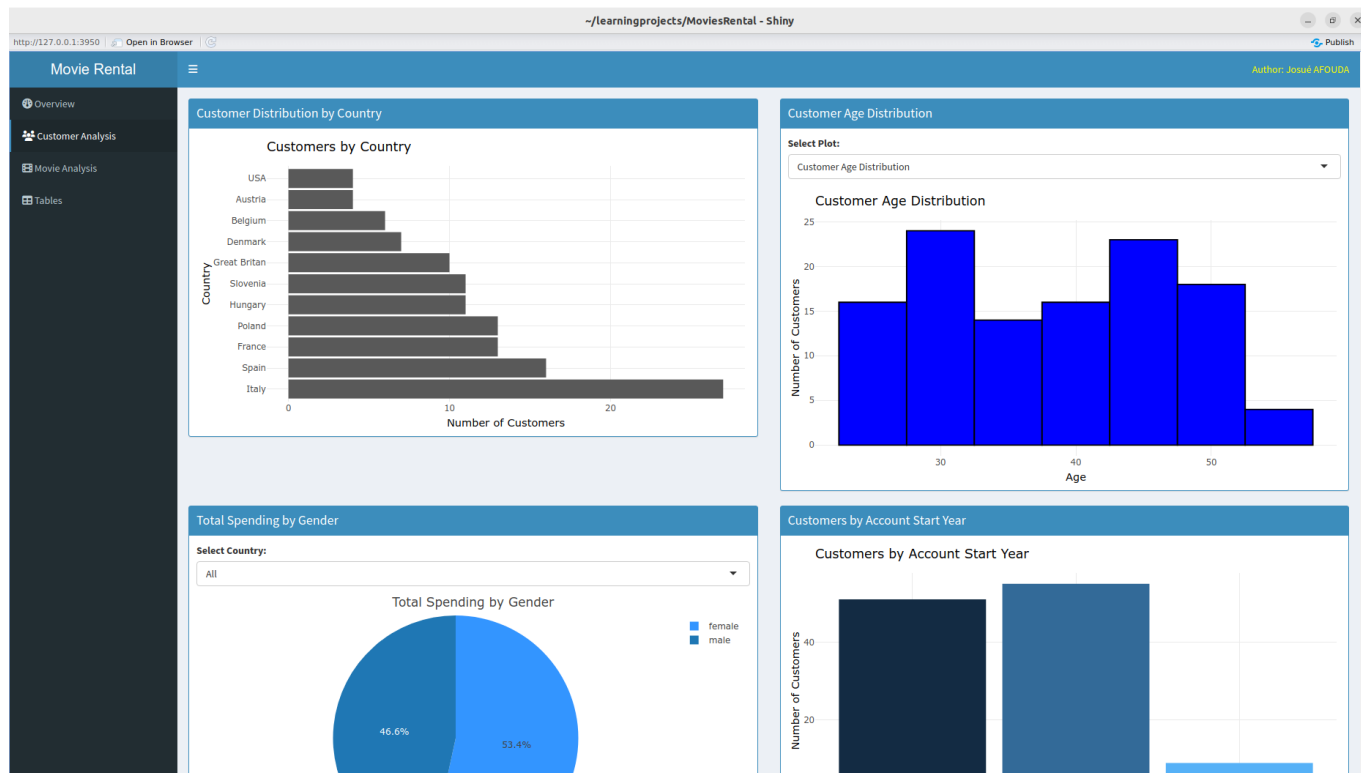 ~/learningprojects/MoviesRental - Shiny
http://127.0.0.1:3950 Open in Browser Publish
Movie Rental
Author: Josué AFOUDA
Overview
Customer Analysis
Movie Analysis
Tables
Customer Distribution by Country
Customers by Country
USA
Austria
Belgium
Denmark
Great Britan
Slovenia
Hungary
Poland
France
Spain
Italy
Country
0 10 20
Number of Customers
Customer Age Distribution
Select Plot:
Customer Age Distribution
Customer Age Distribution
25
20
15
10
5
0
Number of Customers
30 40 50
Age
Total Spending by Gender
Select Country:
All
Total Spending by Gender
female
male
46.6%
53.4%
Customers by Account Start Year
Customers by Account Start Year
40
20
Number of Customers